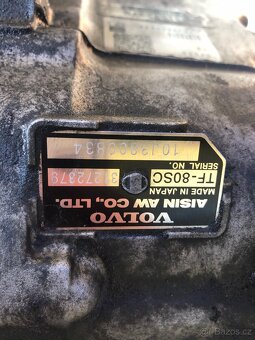 VOLVO
AISIN AW CO., LTD.
MADE IN JAPAN
TF-80SC
SERIAL NO.
Bazos.cz